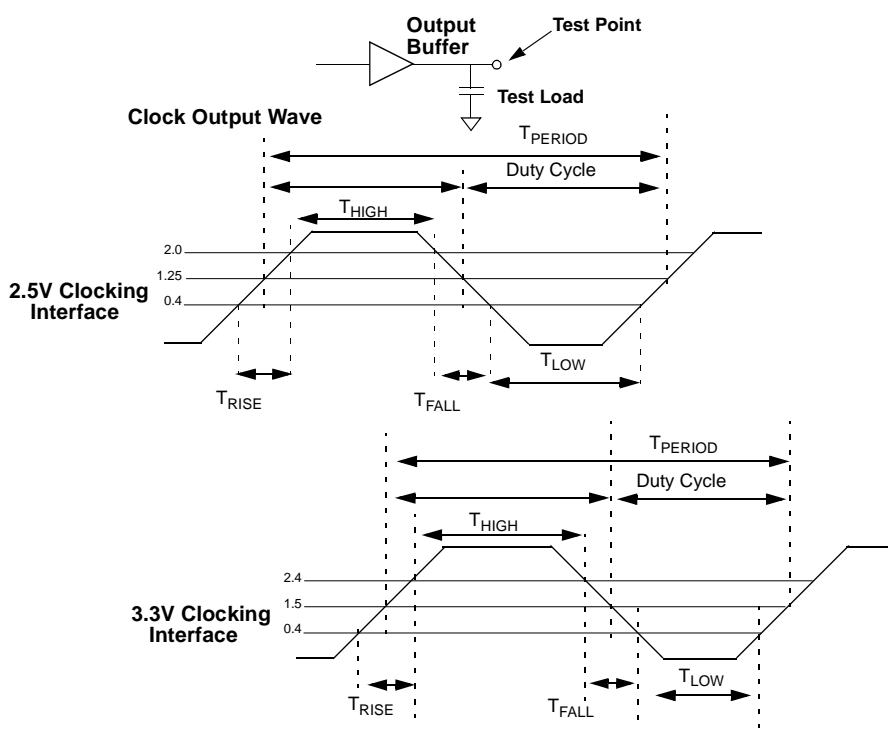 Output
Buffer
Test Point
Test Load
Clock Output Wave
TPERIOD
Duty Cycle
THIGH
2.0
1.25
0.4
2.5V Clocking
Interface
TLOW
TRISE
TFALL
TPERIOD
Duty Cycle
THIGH
2.4
1.5
0.4
3.3V Clocking
Interface
TLOW
TRISE
TFALL